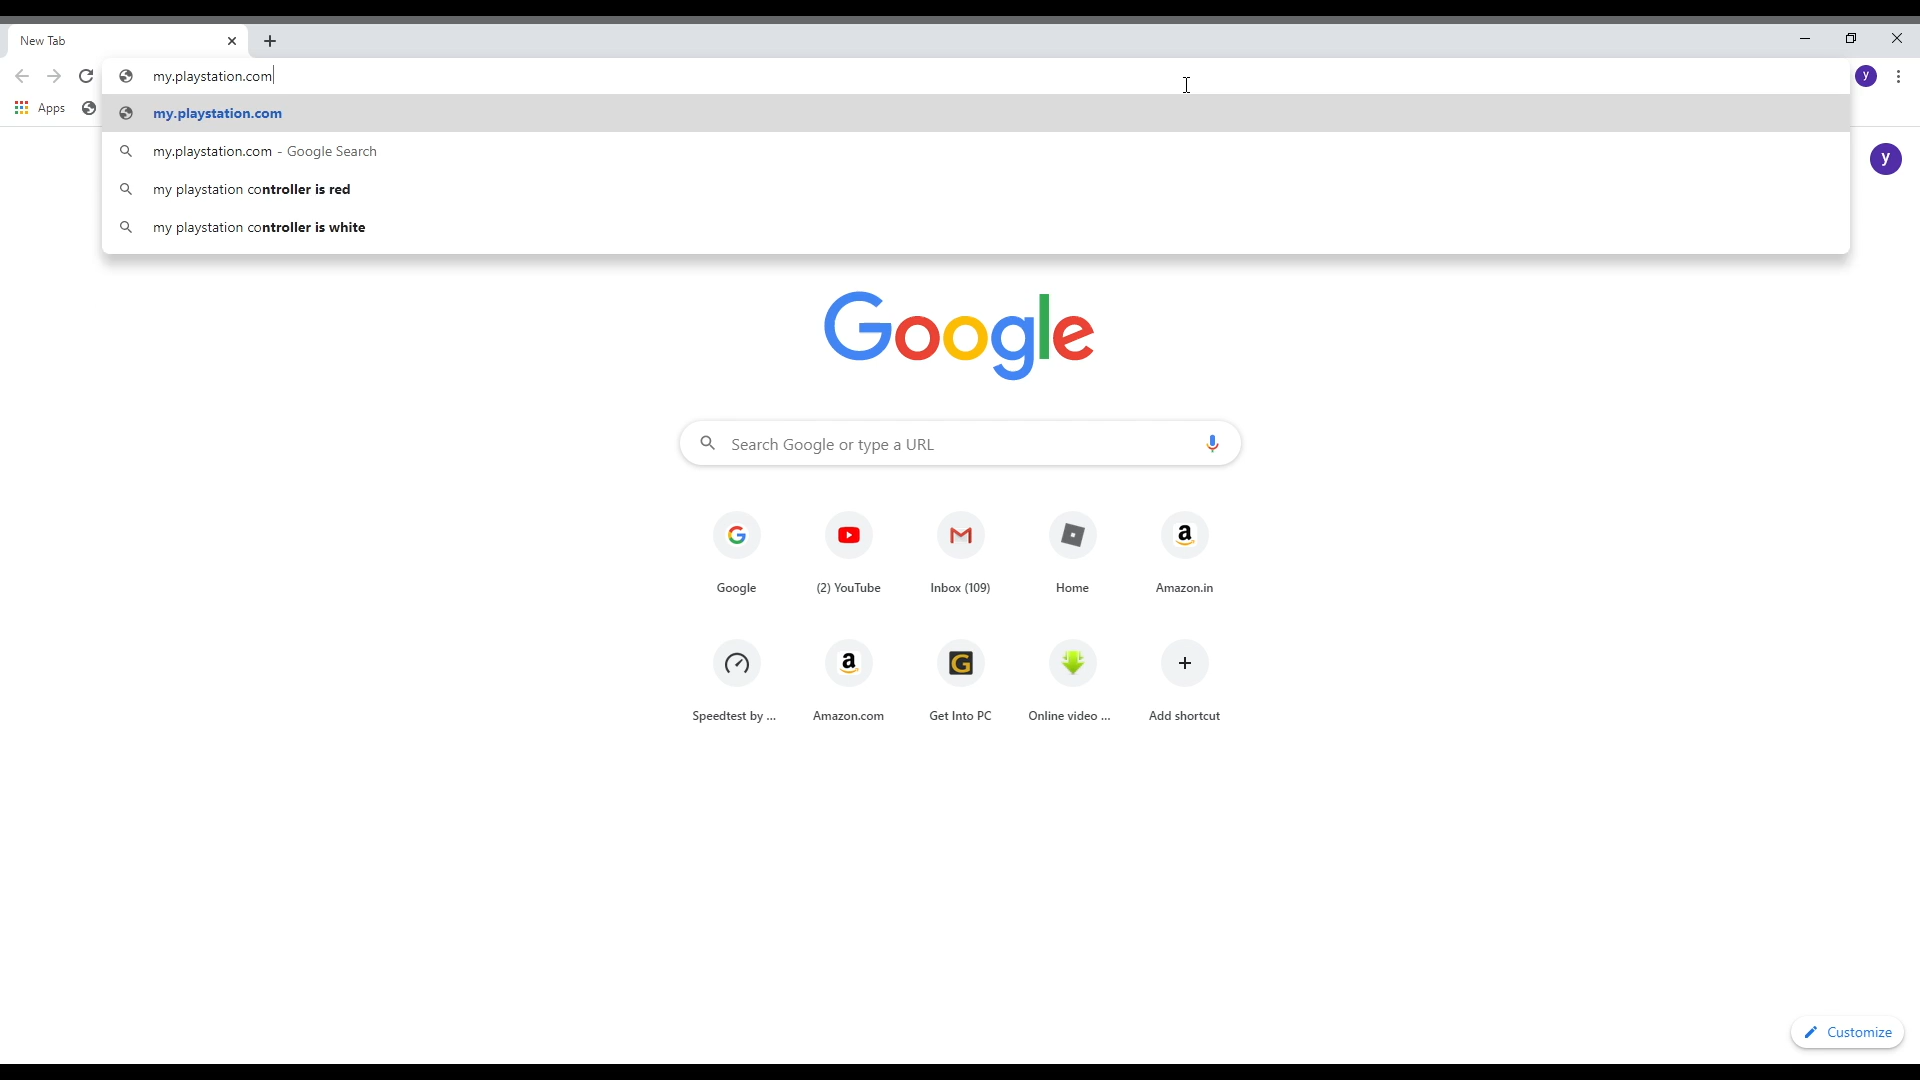 New Tab
my.playstation.com
y
Apps
my.playstation.com
my.playstation.com - Google Search
y
my playstation controller is red
my playstation controller is white
Google
Search Google or type a URL
Google
(2) YouTube
Inbox (109)
Home
Amazon.in
Speedtest by ...
Amazon.com
Get Into PC
Online video ...
Add shortcut
Customize